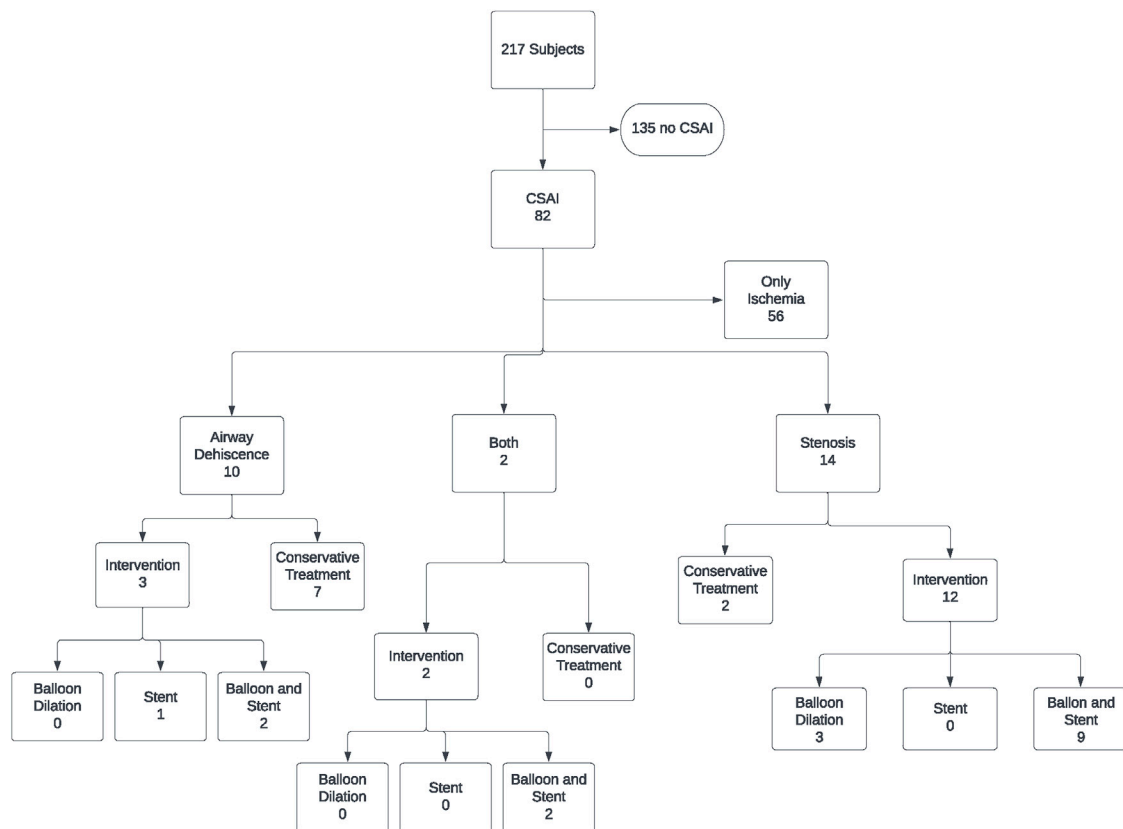 217 Subjects
135 no CSAI
CSAI
82
Only
Ischemia
56
Airway
Dehiscence
10
Both
2
Stenosis
14
Intervention
3
Conservative
Treatment
7
Balloon
Dilation
0
Stent
1
Balloon and
Stent
2
Intervention
2
Conservative
Treatment
0
Balloon
Dilation
0
Stent
0
Balloon and
Stent
2
Conservative
Treatment
2
Intervention
12
Balloon
Dilation
3
Stent
0
Ballon and
Stent
9